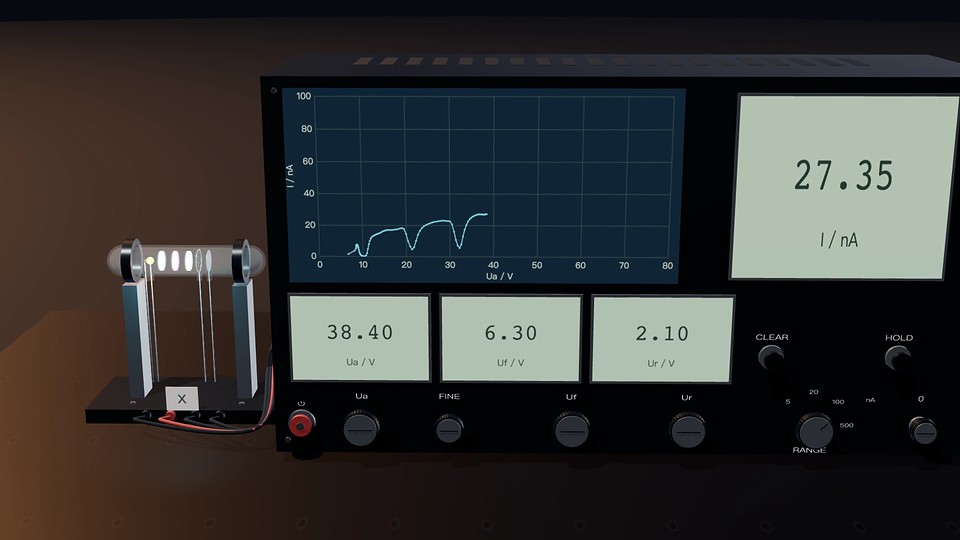 100
80
60
40
20
0
I / nA
0 10 20 30 40 50 60 70 80
Ua / V
27.35
I / nA
38.40
Ua / V
6.30
Uf / V
2.10
Ur / V
CLEAR
HOLD
X
Ua
FINE
Uf
Ur
5
20
100
nA
500
RANGE
0